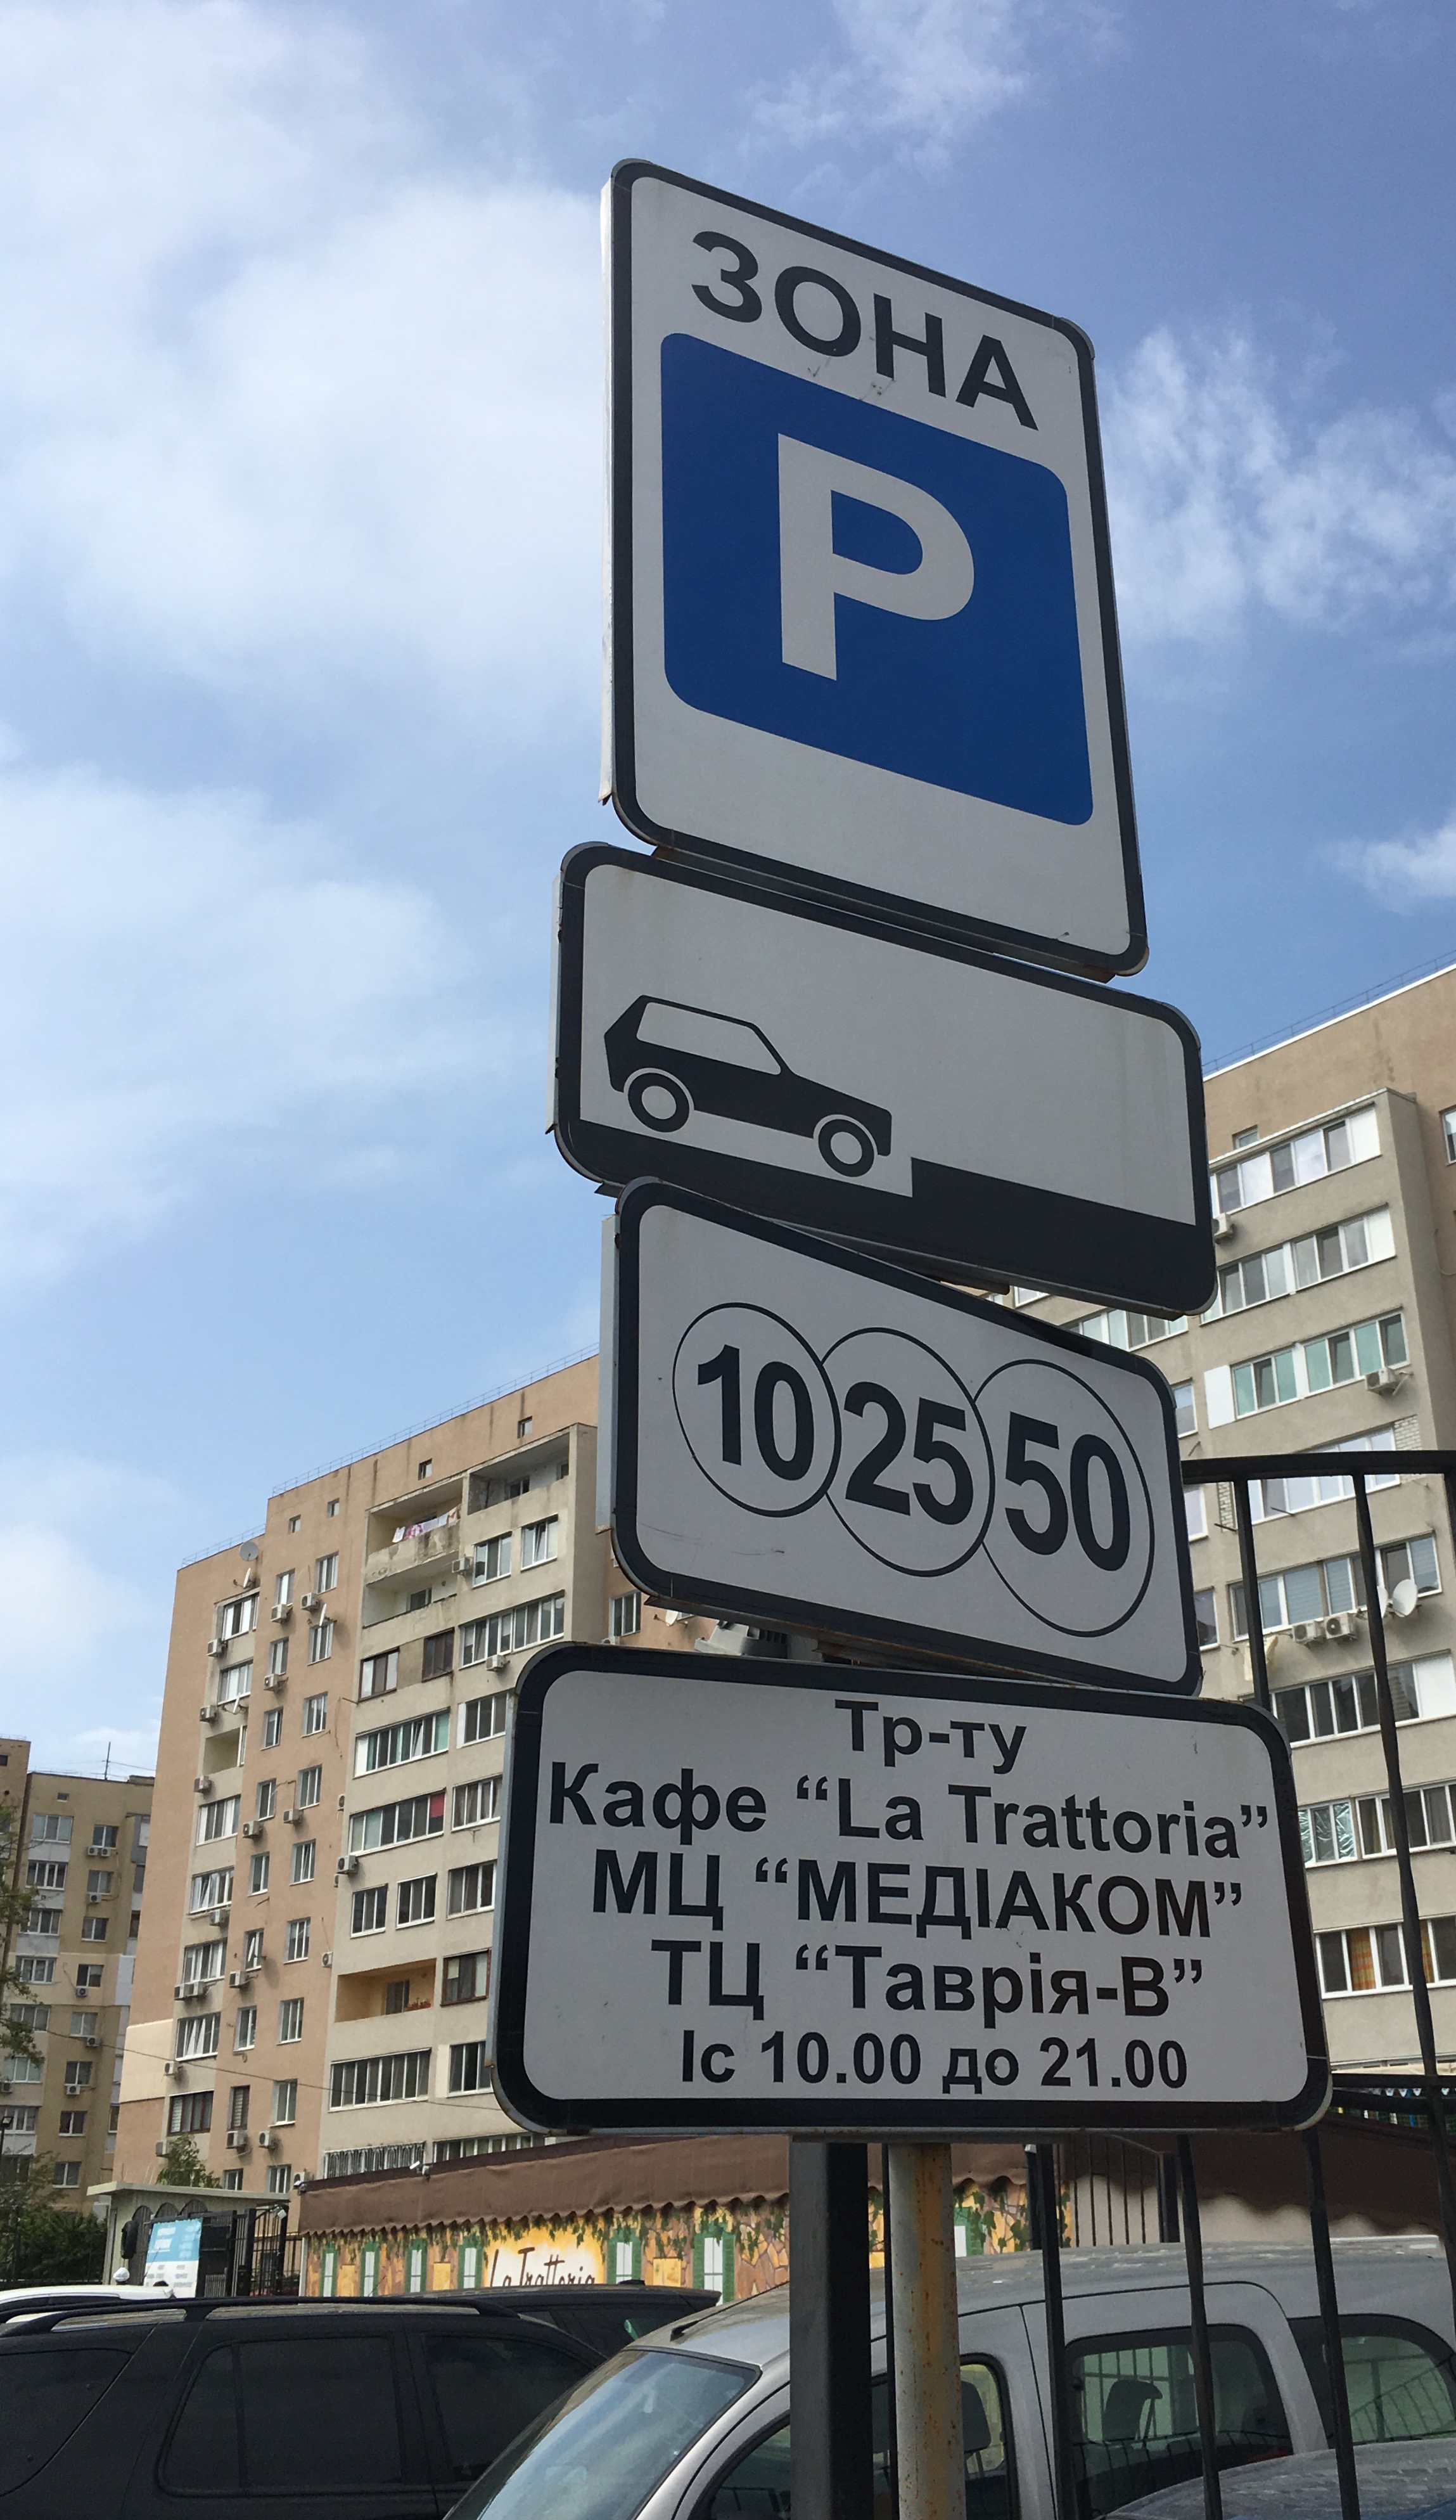 ЗОНА
P
10 25 50
Тр-ту
Кафе “La Trattoria”
МЦ “МЕДІАКОМ”
ТЦ “Таврія-В”
Іс 10.00 до 21.00
La Trattoria